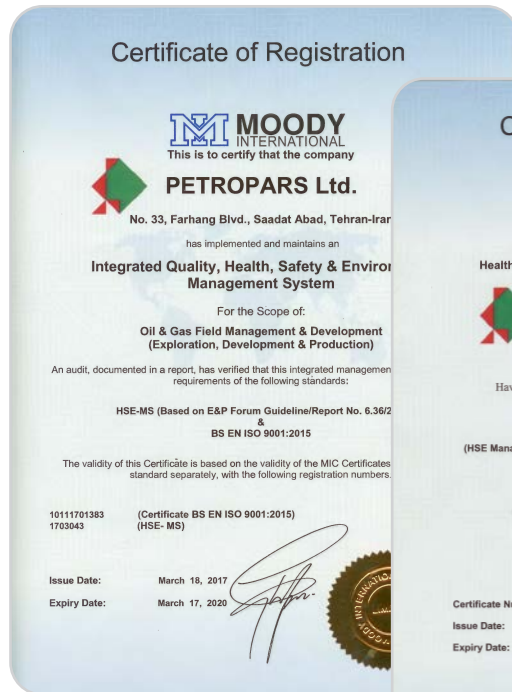 Certificate of Registration
MOODY
INTERNATIONAL
This is to certify that the company
PETROPARS Ltd.
No. 33, Farhang Blvd., Saadat Abad, Tehran-Iran
has implemented and maintains an
Integrated Quality, Health, Safety & Environ
Management System
For the Scope of:
Oil & Gas Field Management & Development
(Exploration, Development & Production)
An audit, documented in a report, has verified that this integrated managemen
requirements of the following standards:
HSE-MS (Based on E&P Forum Guideline/Report No. 6.36/2
&
BS EN ISO 9001:2015
The validity of this Certificate is based on the validity of the MIC Certificates
standard separately, with the following registration numbers.
10111701383 (Certificate BS EN ISO 9001:2015)
1703043 (HSE- MS)
Issue Date: March 18, 2017
Expiry Date: March 17, 2020
C
Health
Hav
(HSE Mana
Certificate Nu
Issue Date:
Expiry Date: